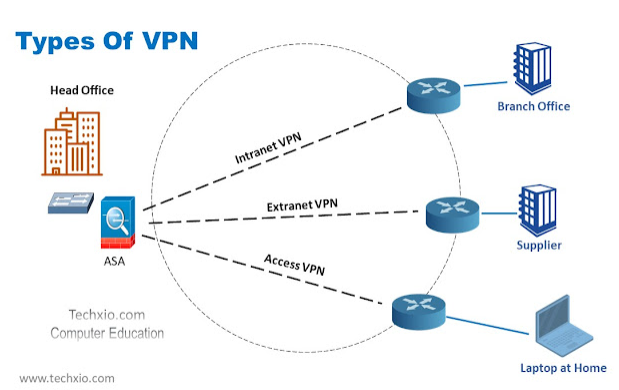 Types Of VPN
Head Office
Branch Office
Intranet VPN
Extranet VPN
Supplier
ASA
Access VPN
Techxio.com
Computer Education
Laptop at Home
www.techxio.com